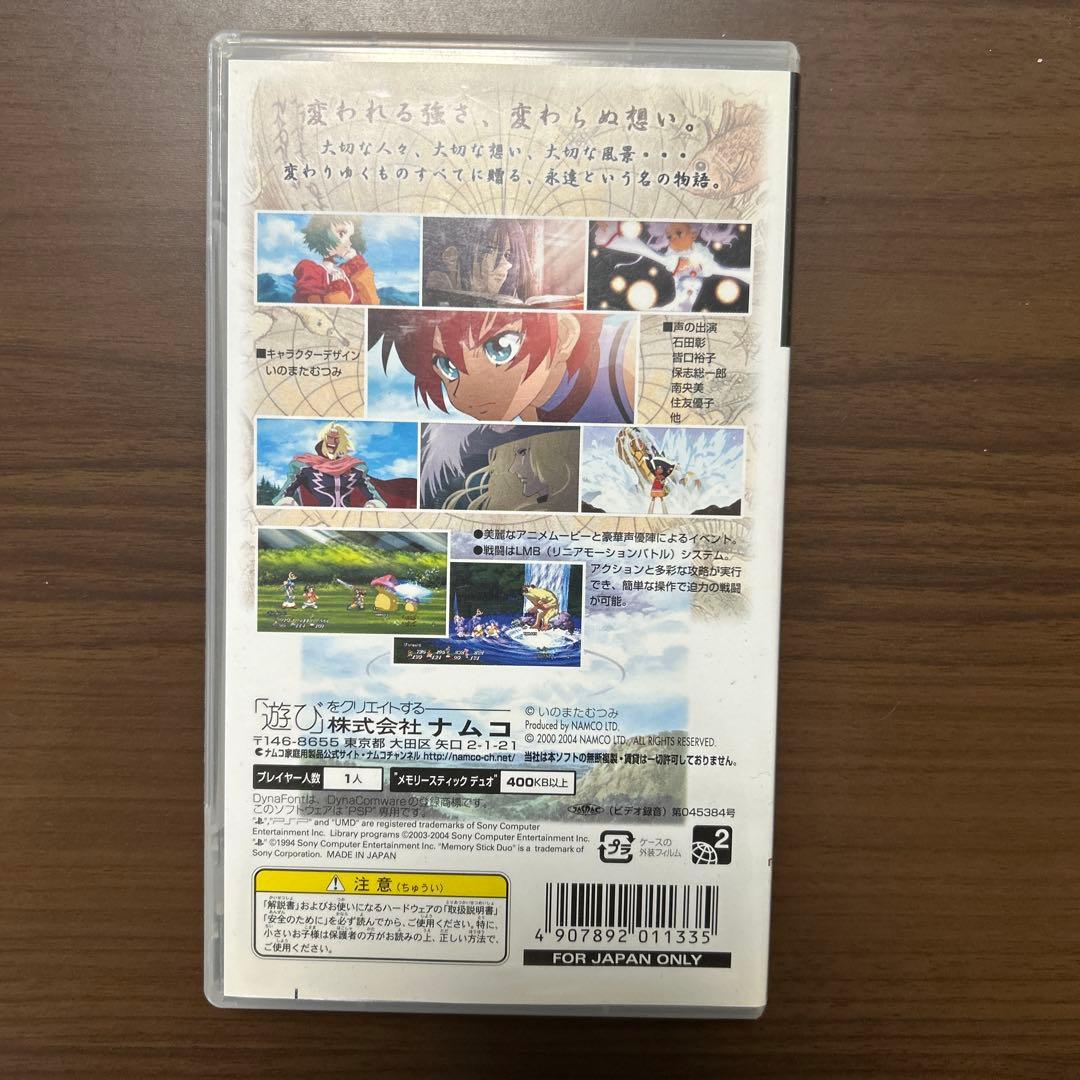 変われる強さ、変わらぬ想い。
大切な人々、大切な想い、大切な風景・・・。
変わりゆくものすべてに贈る、永遠という名の物語。
■キャラクターデザイン
いのまたむつみ
■声の出演
石田彰
皆口裕子
保志総一郎
南央美
住友優子
他
●美麗なアニメムービーと豪華声優陣によるイベント。
●戦闘はLMB（リニアモーションバトル）システム。
アクションと多彩な攻略が実行
でき、簡単な操作で迫力の戦闘
が可能。
「遊び」をクリエイトする
株式会社 ナムコ
〒146-8655 東京都 大田区 矢口 2-1-21
ナムコ家庭用製品公式サイト・ナムコチャンネル http://namco-ch.net/
© いのまたむつみ
Produced by NAMCO LTD.
© 2000 2004 NAMCO LTD., ALL RIGHTS RESERVED.
当社は本ソフトの無断複製・賃貸は一切許可しておりません。
プレイヤー人数 1人 "メモリースティック デュオ" 400KB以上
DynaFontは、DynaComwareの登録商標です。
このソフトウェアは"PSP"専用です。
JASRAC （ビデオ録音）第045384号
", "PSP" and "UMD" are registered trademarks of Sony Computer
Entertainment Inc. Library programs ©2003-2004 Sony Computer Entertainment Inc.
" ©1994 Sony Computer Entertainment Inc. "Memory Stick Duo" is a trademark of
Sony Corporation. MADE IN JAPAN
プラ
ケースの
外装フィルム
2
注意（ちゅうい）
「解説書」およびお使いになるハードウェアの「取扱説明書」
「安全のために」を必ず読んでから、ご使用ください。特に、
小さいお子様は保護者の方がお読みの上、正しい方法で、
ご使用ください。
4 907892 011335
FOR JAPAN ONLY